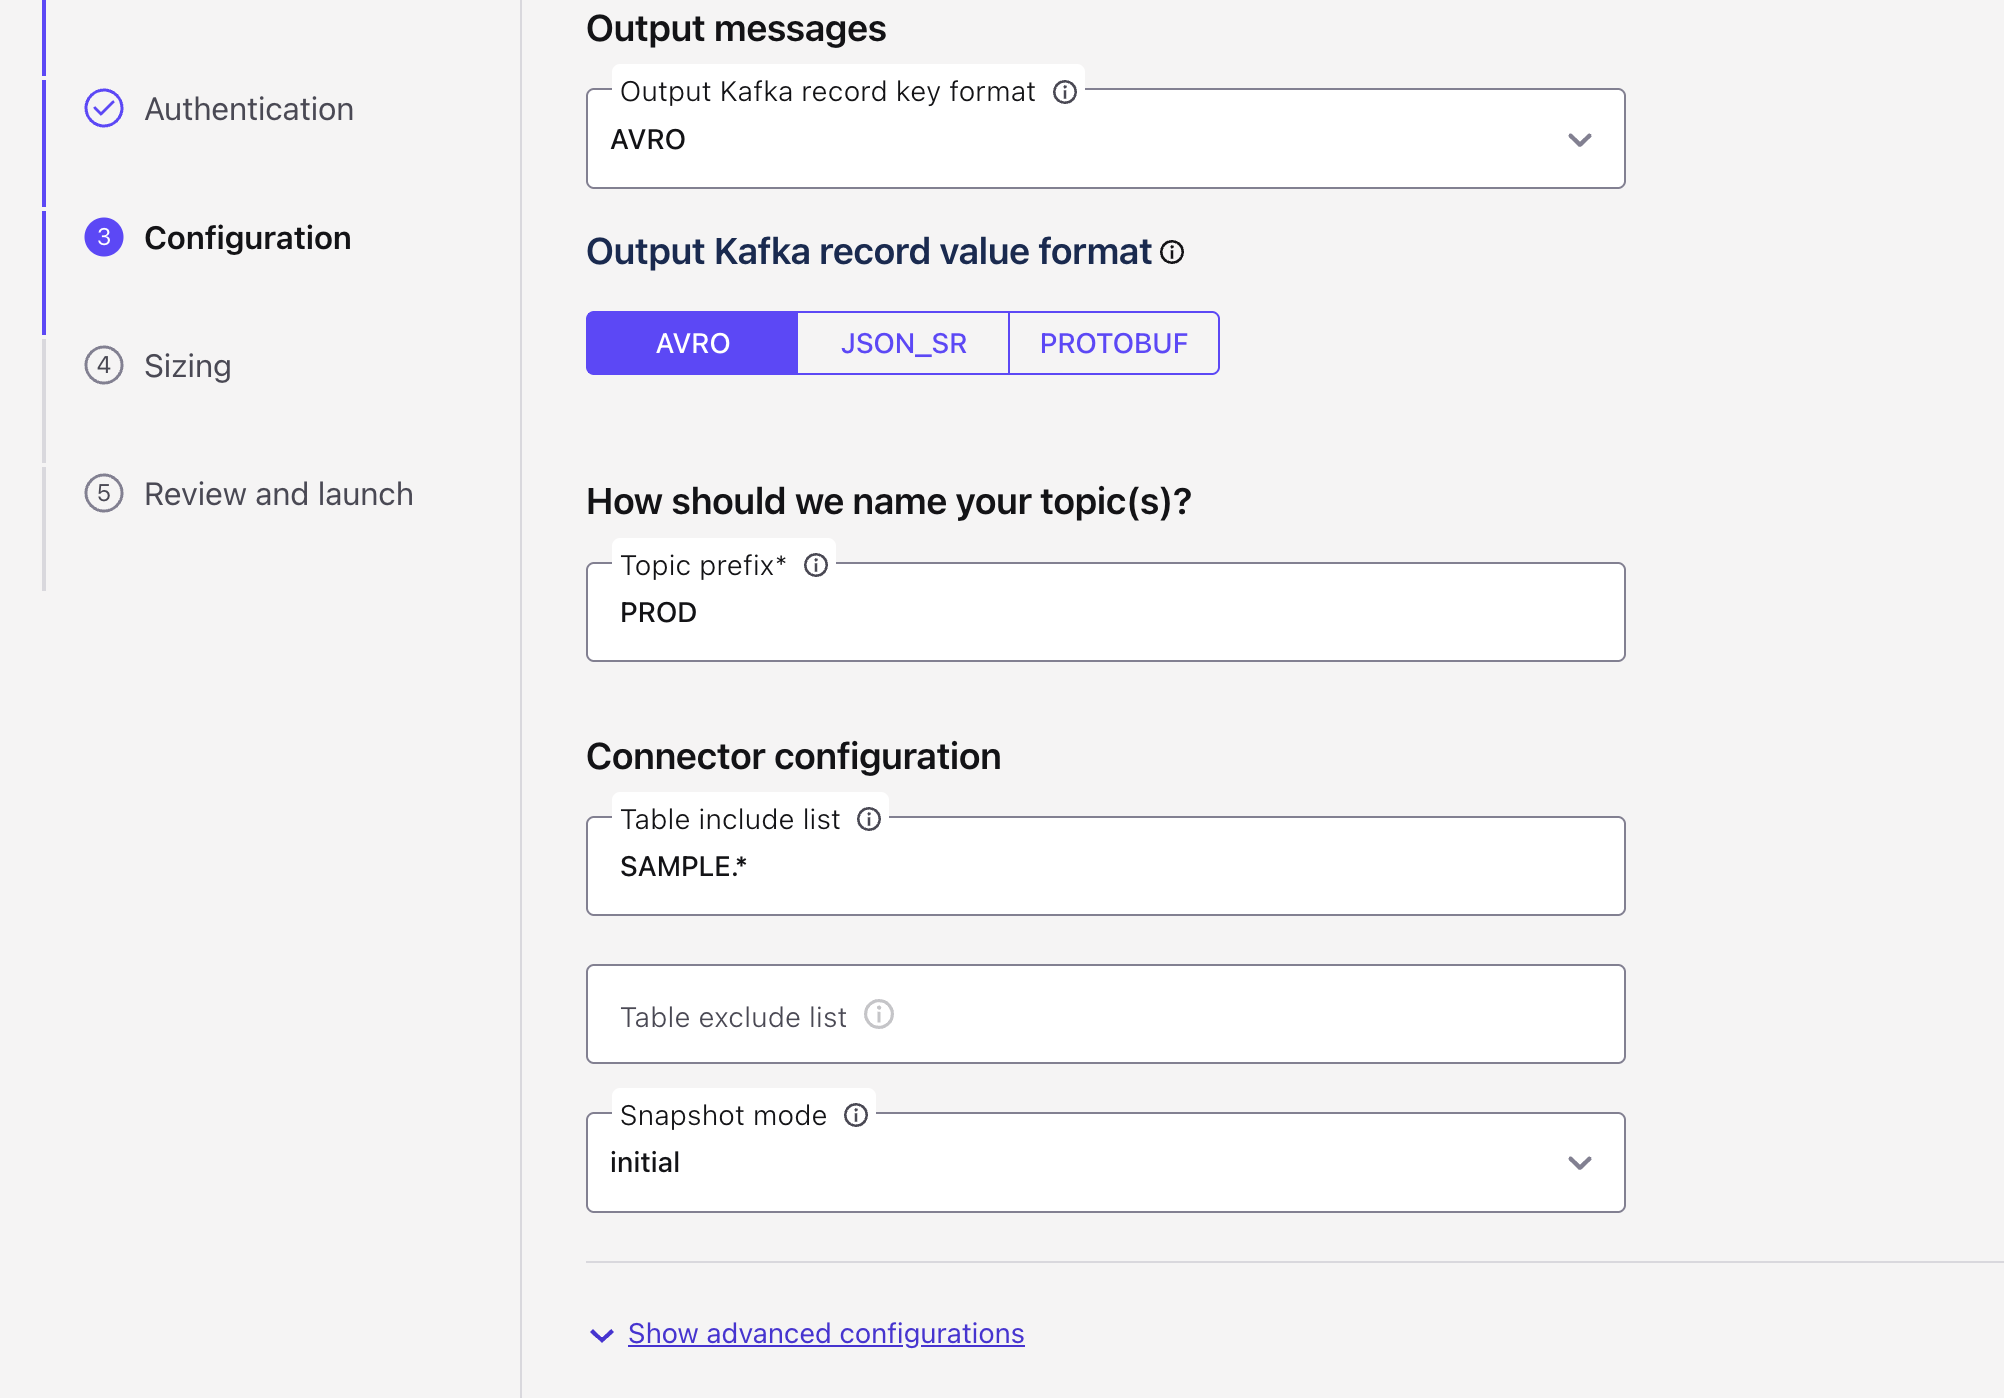 Authentication
3 Configuration
4 Sizing
5 Review and launch
Output messages
Output Kafka record key format
AVRO
Output Kafka record value format
AVRO JSON_SR PROTOBUF
How should we name your topic(s)?
Topic prefix*
PROD
Connector configuration
Table include list
SAMPLE.*
Table exclude list
Snapshot mode
initial
Show advanced configurations